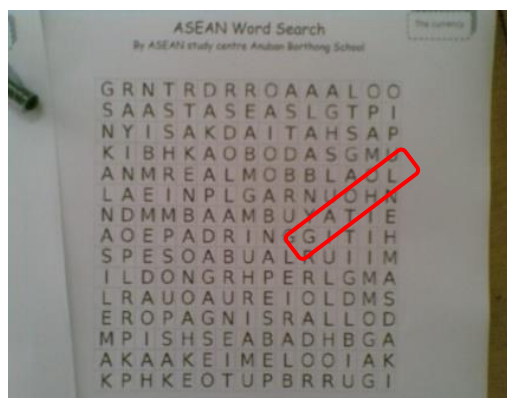 ASEAN Word Search
The currency
By ASEAN study centre Anuban Borthong School
G R N T R D R R O A A A L O O
S A A S T A S E A S L G T P I
N Y I S A K D A I T A H S A P
K I B H K A O B O D A S G M U
A N M R E A L M O B B L A O L
L A E I N P L G A R N U O H N
N D M M B A A M B U Y A T I E
A O E P A D R I N G G I T I H
S P E S O A B U A L R U I I M
I L D O N G R H P E R L G M A
L R A U O A U R E I O L D M S
E R O P A G N I S R A L L O D
M P I S H S E A B A D H B G A
A K A A K E I M E L O O I A K
K P H K E O T U P B R R U G I